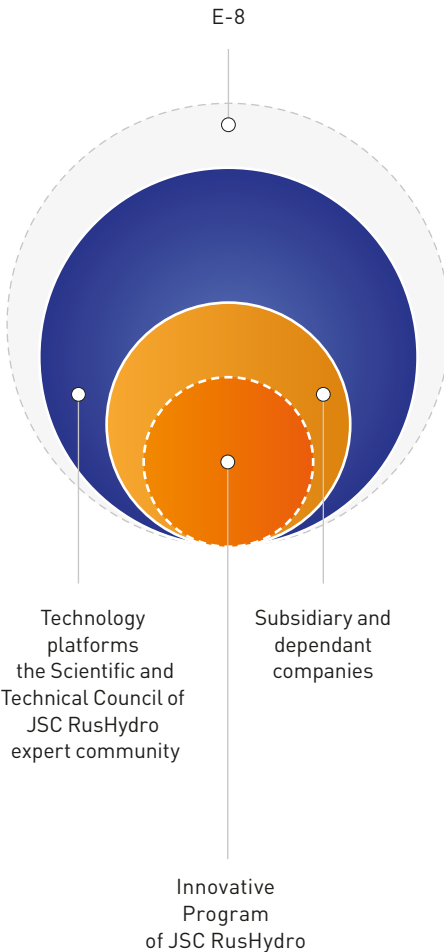 E-8
Technology
platforms
the Scientific and
Technical Council of
JSC RusHydro
expert community
Subsidiary and
dependant
companies
Innovative
Program
of JSC RusHydro